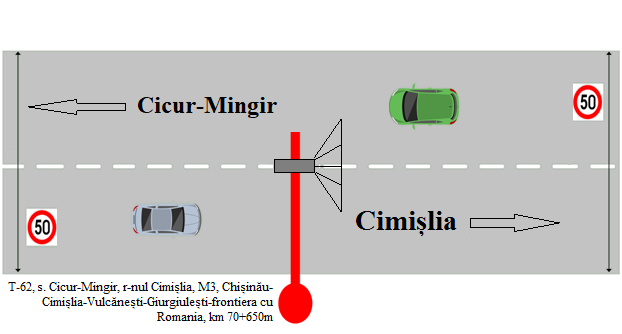 50
Cicur-Mingir
Cimișlia
50
T-62, s. Cicur-Mingir, r-nul Cimișlia, M3, Chișinău-
Cimișlia-Vulcănești-Giurgiulești-frontiera cu
Romania, km 70+650m